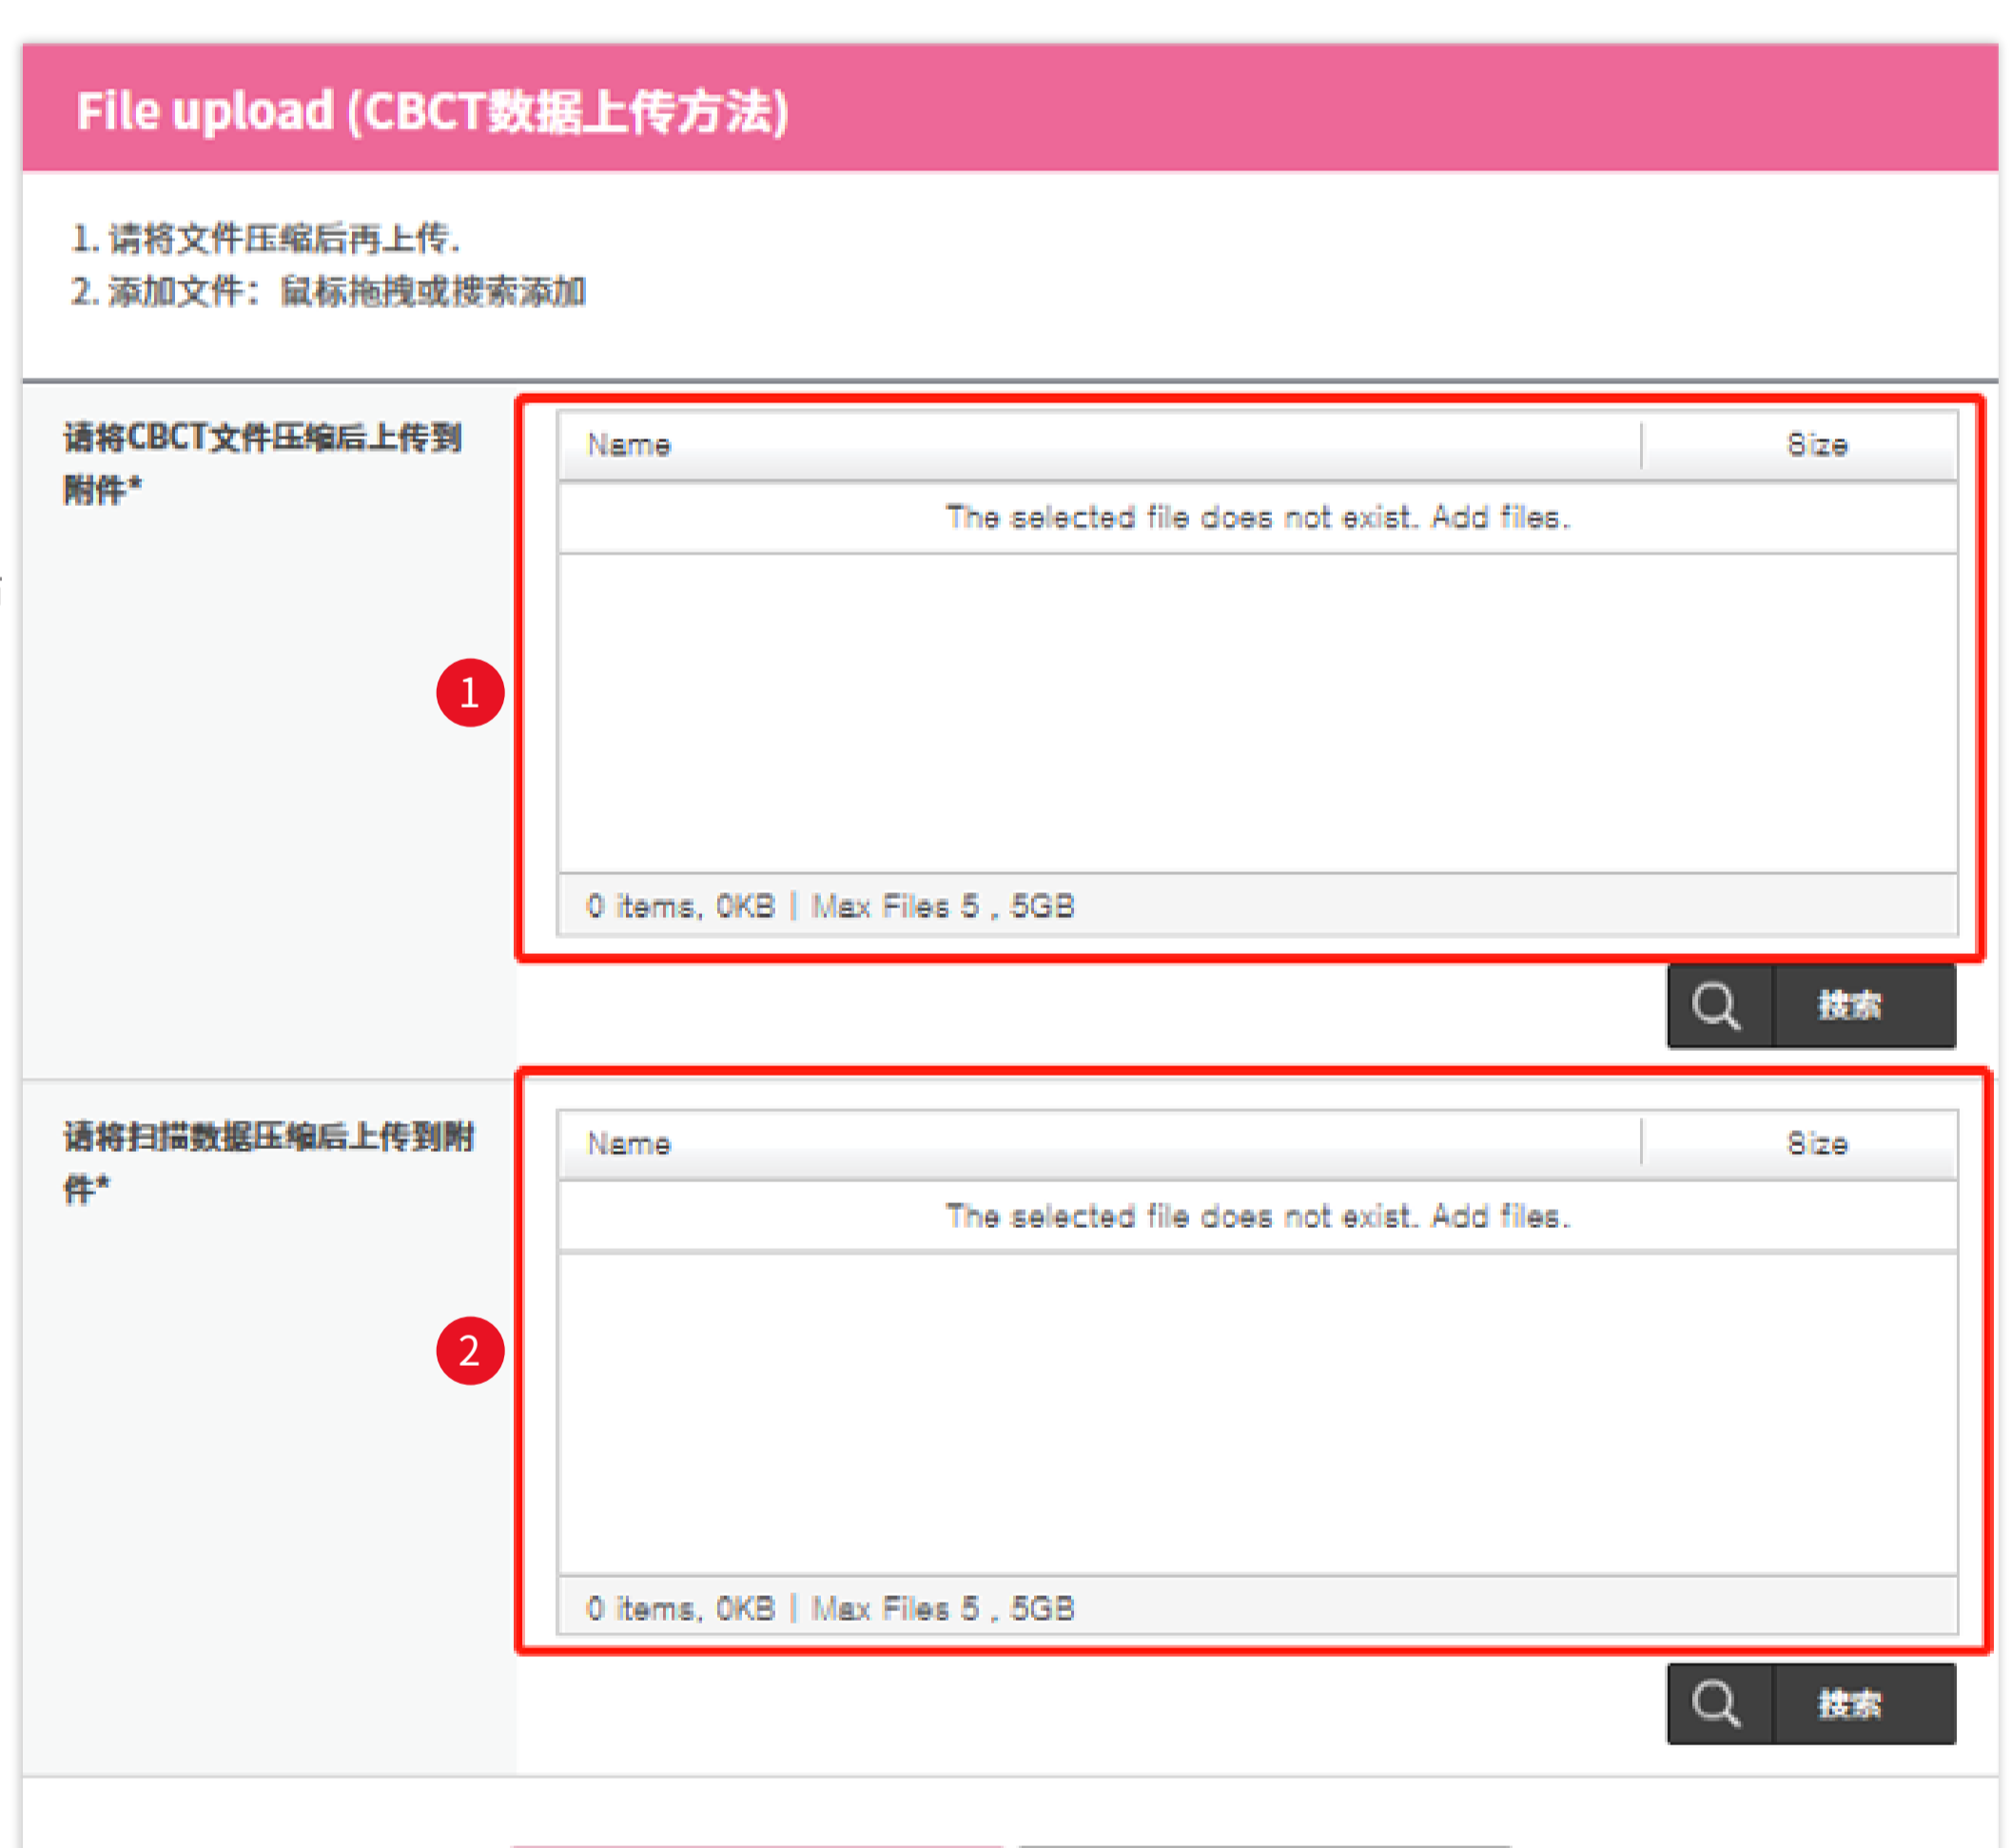 File upload (CBCT数据上传方法)
1. 请将文件压缩后再上传.
2. 添加文件：鼠标拖拽或搜索添加
请将CBCT文件压缩后上传到
附件*
Name Size
The selected file does not exist. Add files.
1
0 items, 0KB | Max Files 5 , 5GB
搜索
请将扫描数据压缩后上传到附
件*
Name Size
The selected file does not exist. Add files.
2
0 items, 0KB | Max Files 5 , 5GB
搜索